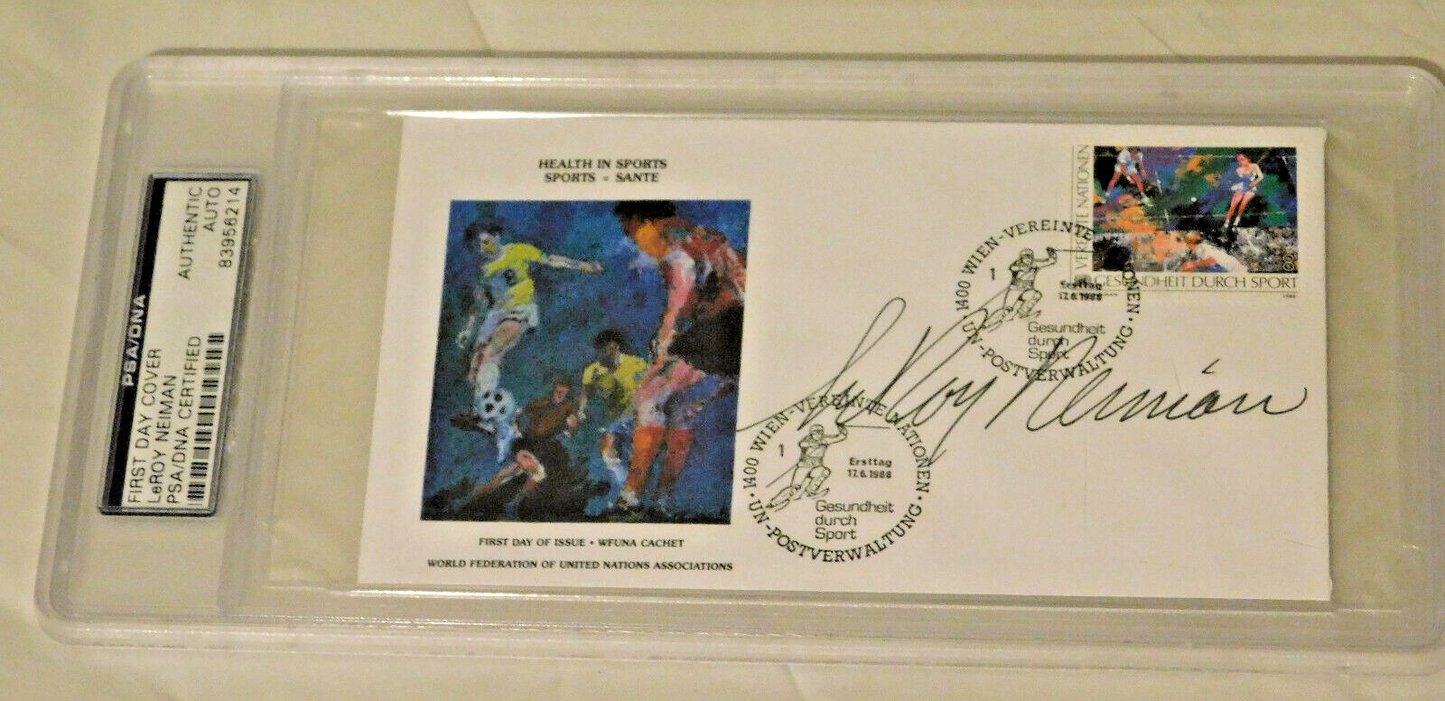 PSA/DNA
FIRST DAY COVER
LeROY NEIMAN
PSA/DNA CERTIFIED
AUTHENTIC
AUTO
83956214
HEALTH IN SPORTS
SPORTS = SANTE
FIRST DAY OF ISSUE • WFUNA CACHET
WORLD FEDERATION OF UNITED NATIONS ASSOCIATIONS
VEREINTE NATIONEN
GESUNDHEIT DURCH SPORT
1988
1400 WIEN-VEREINTE NATIONEN
1
Ersttag
17.6.1988
Gesundheit
durch
Sport
UN-POSTVERWALTUNG
LeRoy Neiman
1400 WIEN-VEREINTE NATIONEN
1
Ersttag
17.6.1988
Gesundheit
durch
Sport
UN-POSTVERWALTUNG